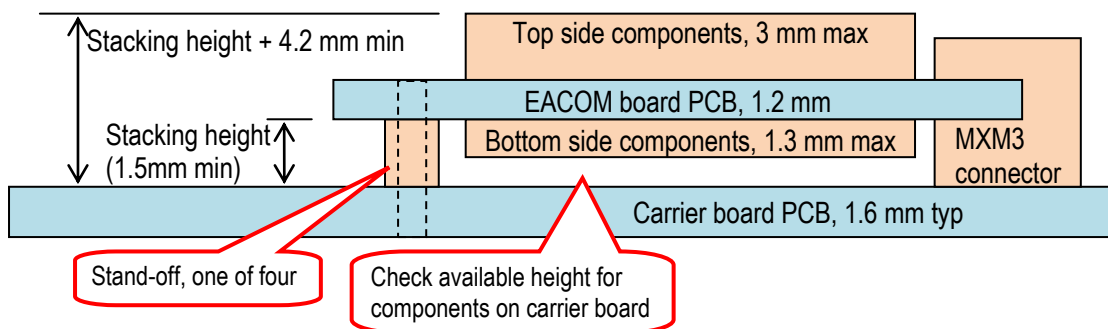 Stacking height + 4.2 mm min
Top side components, 3 mm max
EACOM board PCB, 1.2 mm
Stacking height
(1.5mm min)
Bottom side components, 1.3 mm max
MXM3
connector
Carrier board PCB, 1.6 mm typ
Stand-off, one of four
Check available height for
components on carrier board